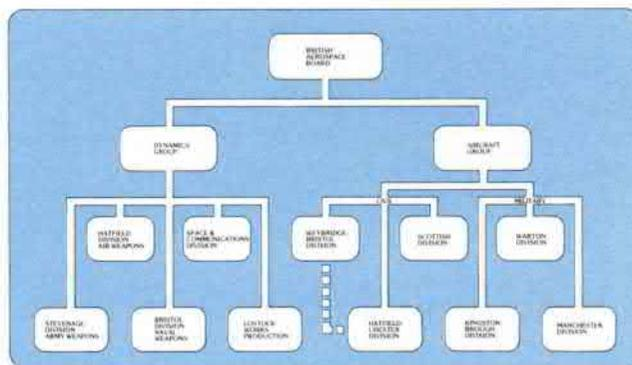 BRITISH
AEROSPACE
BOARD
DYNAMICS
GROUP
AIRCRAFT
GROUP
CIVIL
MILITARY
HATFIELD
DIVISION
AIR WEAPONS
SPACE &
COMMUNICATIONS
DIVISION
WEYBRIDGE
BRISTOL
DIVISION
SCOTTISH
DIVISION
WARTON
DIVISION
STEVENAGE
DIVISION
ARMY WEAPONS
BRISTOL
DIVISION
NAVAL
WEAPONS
LOSTOCK
WORKS
PRODUCTION
HATFIELD
CHESTER
DIVISION
KINGSTON
BROUGH
DIVISION
MANCHESTER
DIVISION